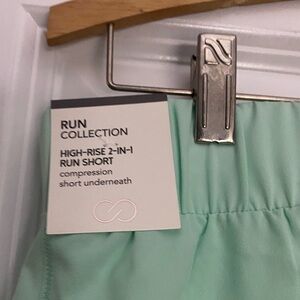 RUN
COLLECTION
HIGH-RISE 2-IN-1
RUN SHORT
compression
short underneath